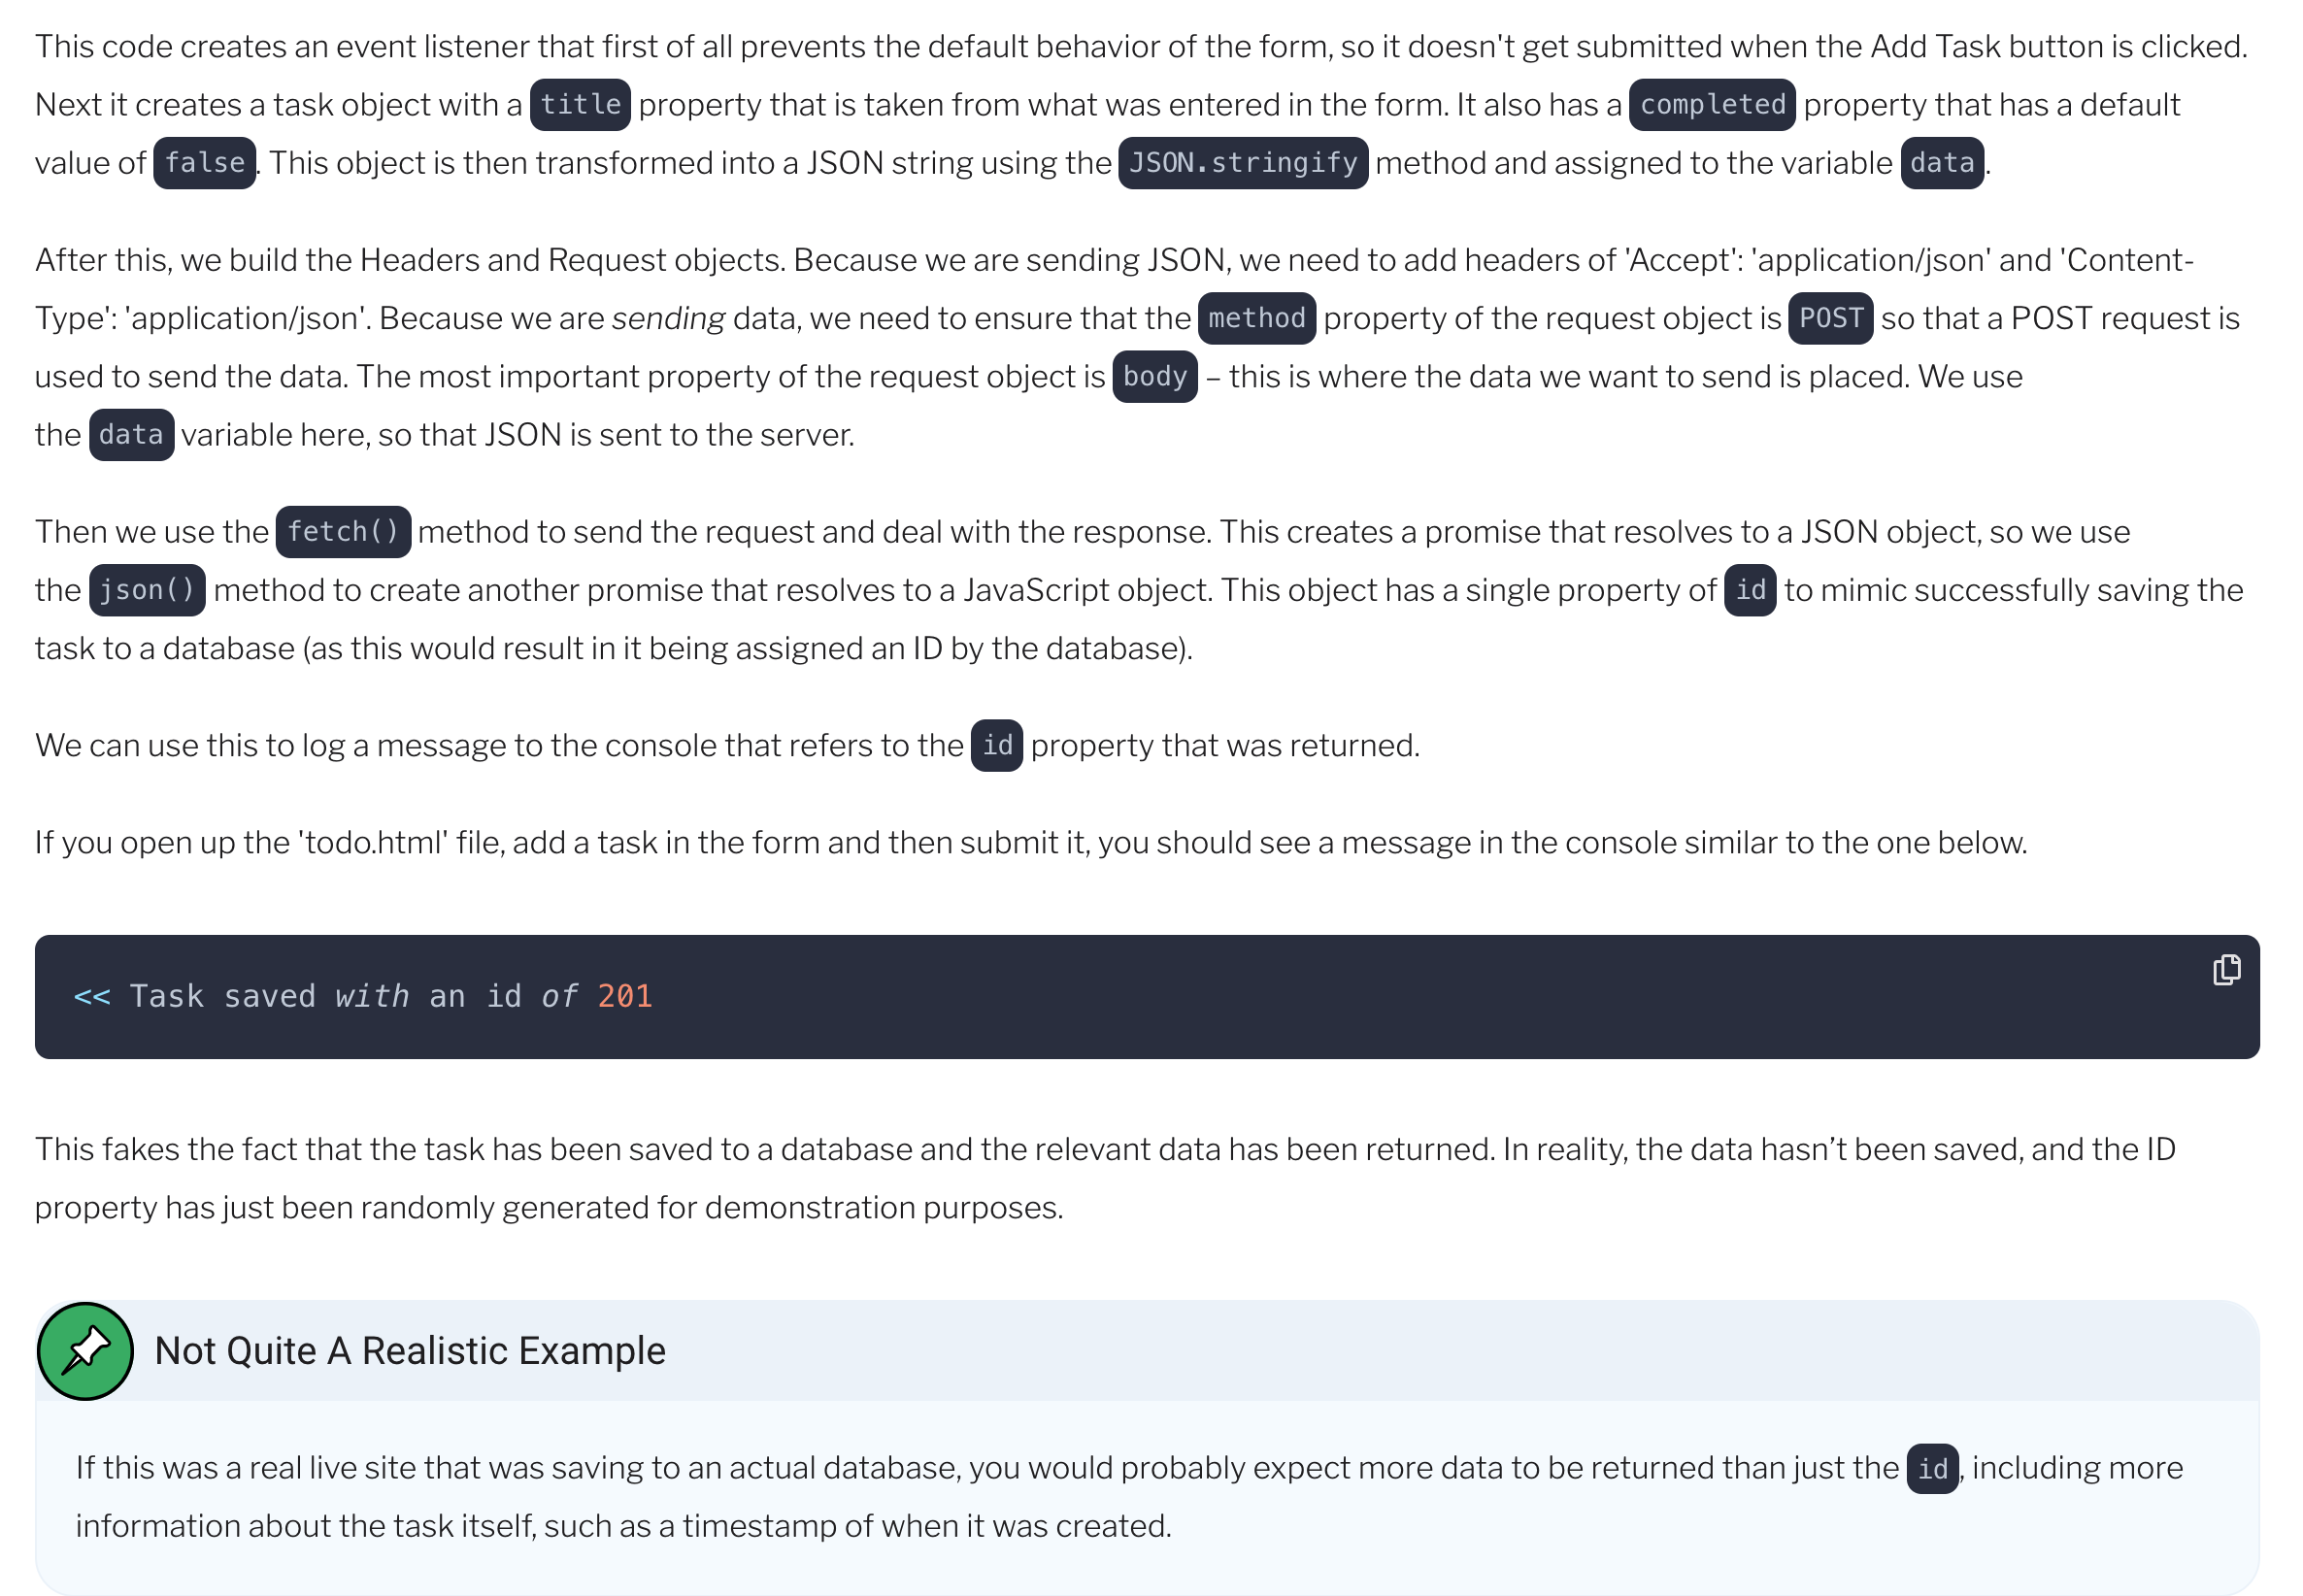 This code creates an event listener that first of all prevents the default behavior of the form, so it doesn't get submitted when the Add Task button is clicked.
Next it creates a task object with a title property that is taken from what was entered in the form. It also has a completed property that has a default
value of false. This object is then transformed into a JSON string using the JSON.stringify method and assigned to the variable data.
After this, we build the Headers and Request objects. Because we are sending JSON, we need to add headers of 'Accept': 'application/json' and 'Content-
Type': 'application/json'. Because we are sending data, we need to ensure that the method property of the request object is POST so that a POST request is
used to send the data. The most important property of the request object is body – this is where the data we want to send is placed. We use
the data variable here, so that JSON is sent to the server.
Then we use the fetch() method to send the request and deal with the response. This creates a promise that resolves to a JSON object, so we use
the json() method to create another promise that resolves to a JavaScript object. This object has a single property of id to mimic successfully saving the
task to a database (as this would result in it being assigned an ID by the database).
We can use this to log a message to the console that refers to the id property that was returned.
If you open up the 'todo.html' file, add a task in the form and then submit it, you should see a message in the console similar to the one below.
<< Task saved with an id of 201
This fakes the fact that the task has been saved to a database and the relevant data has been returned. In reality, the data hasn’t been saved, and the ID
property has just been randomly generated for demonstration purposes.
Not Quite A Realistic Example
If this was a real live site that was saving to an actual database, you would probably expect more data to be returned than just the id, including more
information about the task itself, such as a timestamp of when it was created.